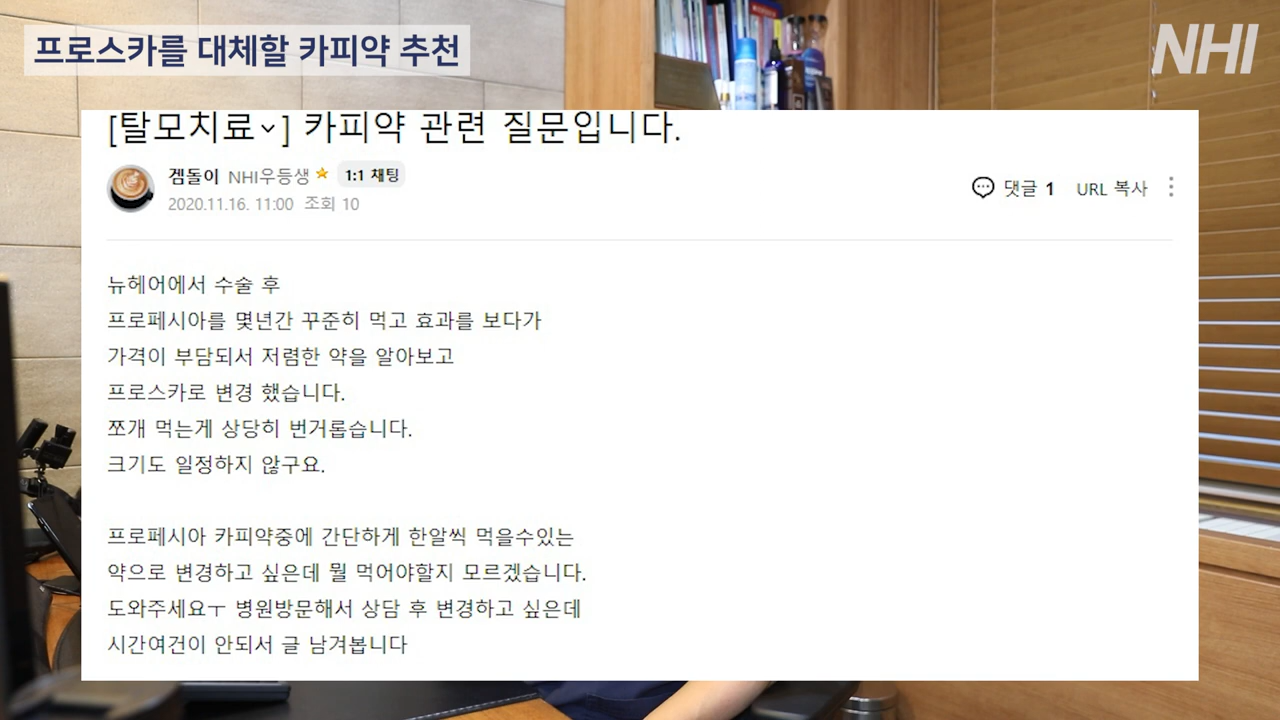 프로스카를 대체할 카피약 추천
NHI
[탈모치료] 카피약 관련 질문입니다.
겜돌이 NHI우등생 1:1 채팅
2020.11.16. 11:00 조회 10
댓글 1 URL 복사
뉴헤어에서 수술 후
프로페시아를 몇년간 꾸준히 먹고 효과를 보다가
가격이 부담되서 저렴한 약을 알아보고
프로스카로 변경 했습니다.
쪼개 먹는게 상당히 번거롭습니다.
크기도 일정하지 않구요.
프로페시아 카피약중에 간단하게 한알씩 먹을수있는
약으로 변경하고 싶은데 뭘 먹어야할지 모르겠습니다.
도와주세요ㅜ 병원방문해서 상담 후 변경하고 싶은데
시간여건이 안되서 글 남겨봅니다